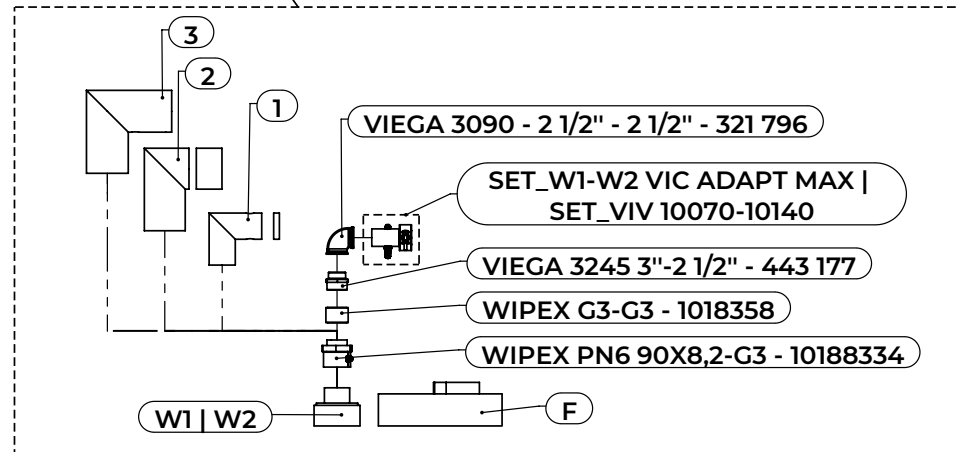 3
2
1
VIEGA 3090 - 2 1/2" - 2 1/2" - 321 796
SET_W1-W2 VIC ADAPT MAX |
SET_VIV 10070-10140
VIEGA 3245 3"-2 1/2" - 443 177
WIPEX G3-G3 - 1018358
WIPEX PN6 90X8,2-G3 - 10188334
W1 | W2
F